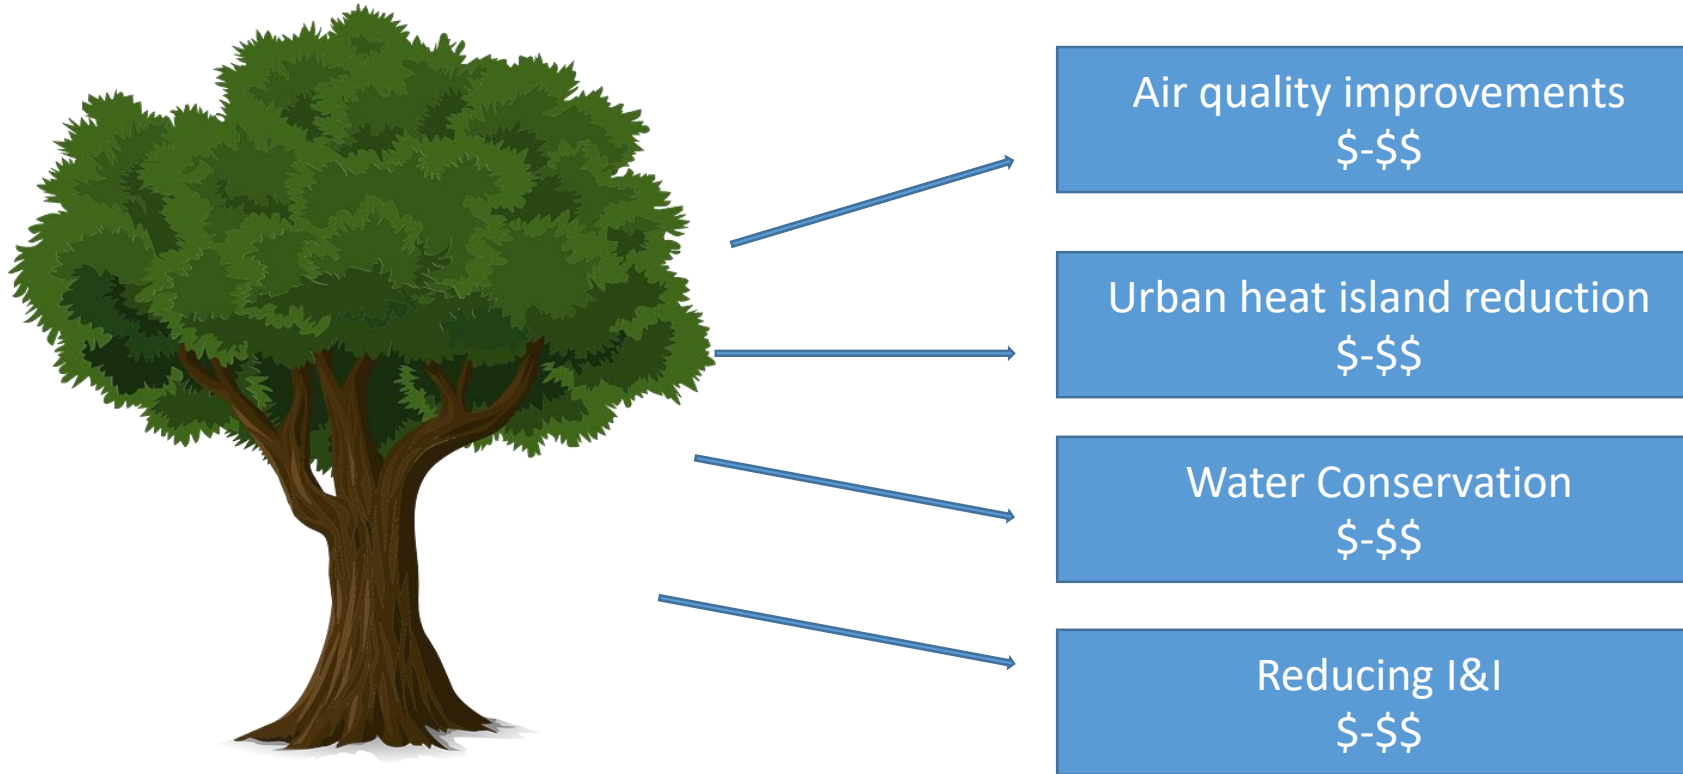 Air quality improvements
$-$$
Urban heat island reduction
$-$$
Water Conservation
$-$$
Reducing I&I
$-$$